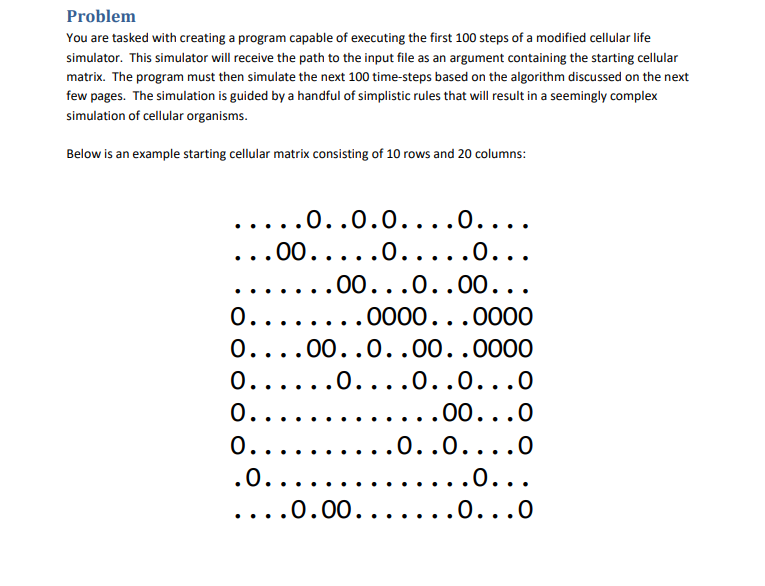 Problem
You are tasked with creating a program capable of executing the first 100 steps of a modified cellular life
simulator. This simulator will receive the path to the input file as an argument containing the starting cellular
matrix. The program must then simulate the next 100 time-steps based on the algorithm discussed on the next
few pages. The simulation is guided by a handful of simplistic rules that will result in a seemingly complex
simulation of cellular organisms.
Below is an example starting cellular matrix consisting of 10 rows and 20 columns:
.....O..O.O....O....
...OO.....O.....O...
.......OO...O..OO...
O........OOOO...OOOO
O....OO..O..OO..OOOO
O......O....O..O...O
O.............OO...O
O..........O..O....O
.O..............O...
....O.OO.......O...O